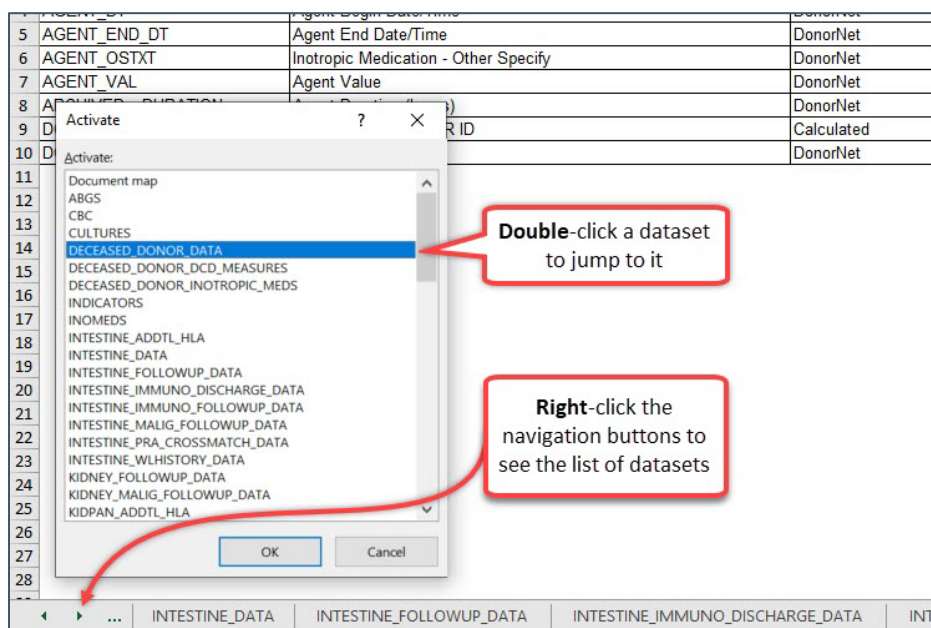 5 AGENT_END_DT Agent End Date/Time DonorNet
6 AGENT_OSTXT Inotropic Medication - Other Specify DonorNet
7 AGENT_VAL Agent Value DonorNet
8 DonorNet
9 R ID Calculated
10 DonorNet
11
12
13
14
15
16
17
18
19
20
21
22
23
24
25
26
27
28
Activate ? ×
Activate:
Document map
ABGS
CBC
CULTURES
DECEASED_DONOR_DATA
DECEASED_DONOR_DCD_MEASURES
DECEASED_DONOR_INOTROPIC_MEDS
INDICATORS
INOMEDS
INTESTINE_ADDTL_HLA
INTESTINE_DATA
INTESTINE_FOLLOWUP_DATA
INTESTINE_IMMUNO_DISCHARGE_DATA
INTESTINE_IMMUNO_FOLLOWUP_DATA
INTESTINE_MALIG_FOLLOWUP_DATA
INTESTINE_PRA_CROSSMATCH_DATA
INTESTINE_WLHISTORY_DATA
KIDNEY_FOLLOWUP_DATA
KIDNEY_MALIG_FOLLOWUP_DATA
KIDPAN_ADDTL_HLA
OK Cancel
Double-click a dataset
to jump to it
Right-click the
navigation buttons to
see the list of datasets
... INTESTINE_DATA INTESTINE_FOLLOWUP_DATA INTESTINE_IMMUNO_DISCHARGE_DATA INT